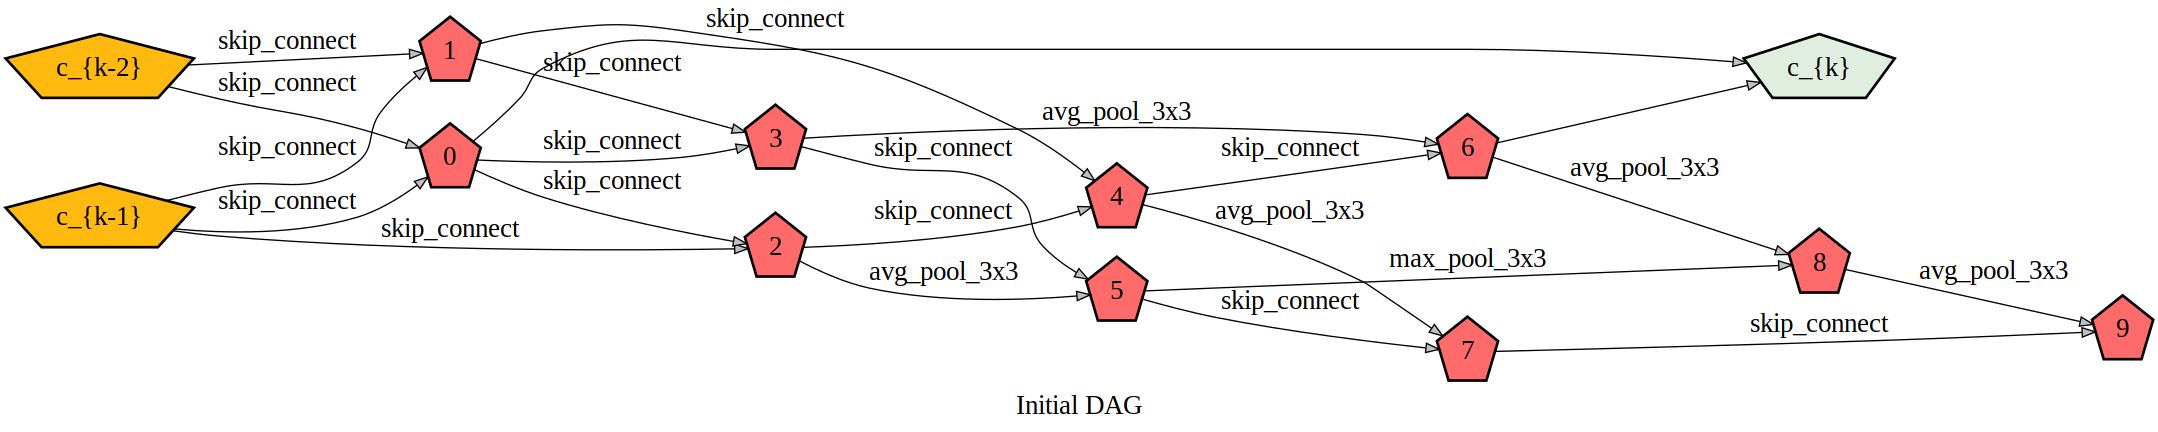 skip_connect
skip_connect
1
c_{k-2}
skip_connect
skip_connect
c_{k}
avg_pool_3x3
3
skip_connect
skip_connect
skip_connect
skip_connect
6
0
avg_pool_3x3
skip_connect
4
skip_connect
skip_connect
avg_pool_3x3
c_{k-1}
skip_connect
2
max_pool_3x3
8
avg_pool_3x3
avg_pool_3x3
5
skip_connect
skip_connect
9
7
Initial DAG